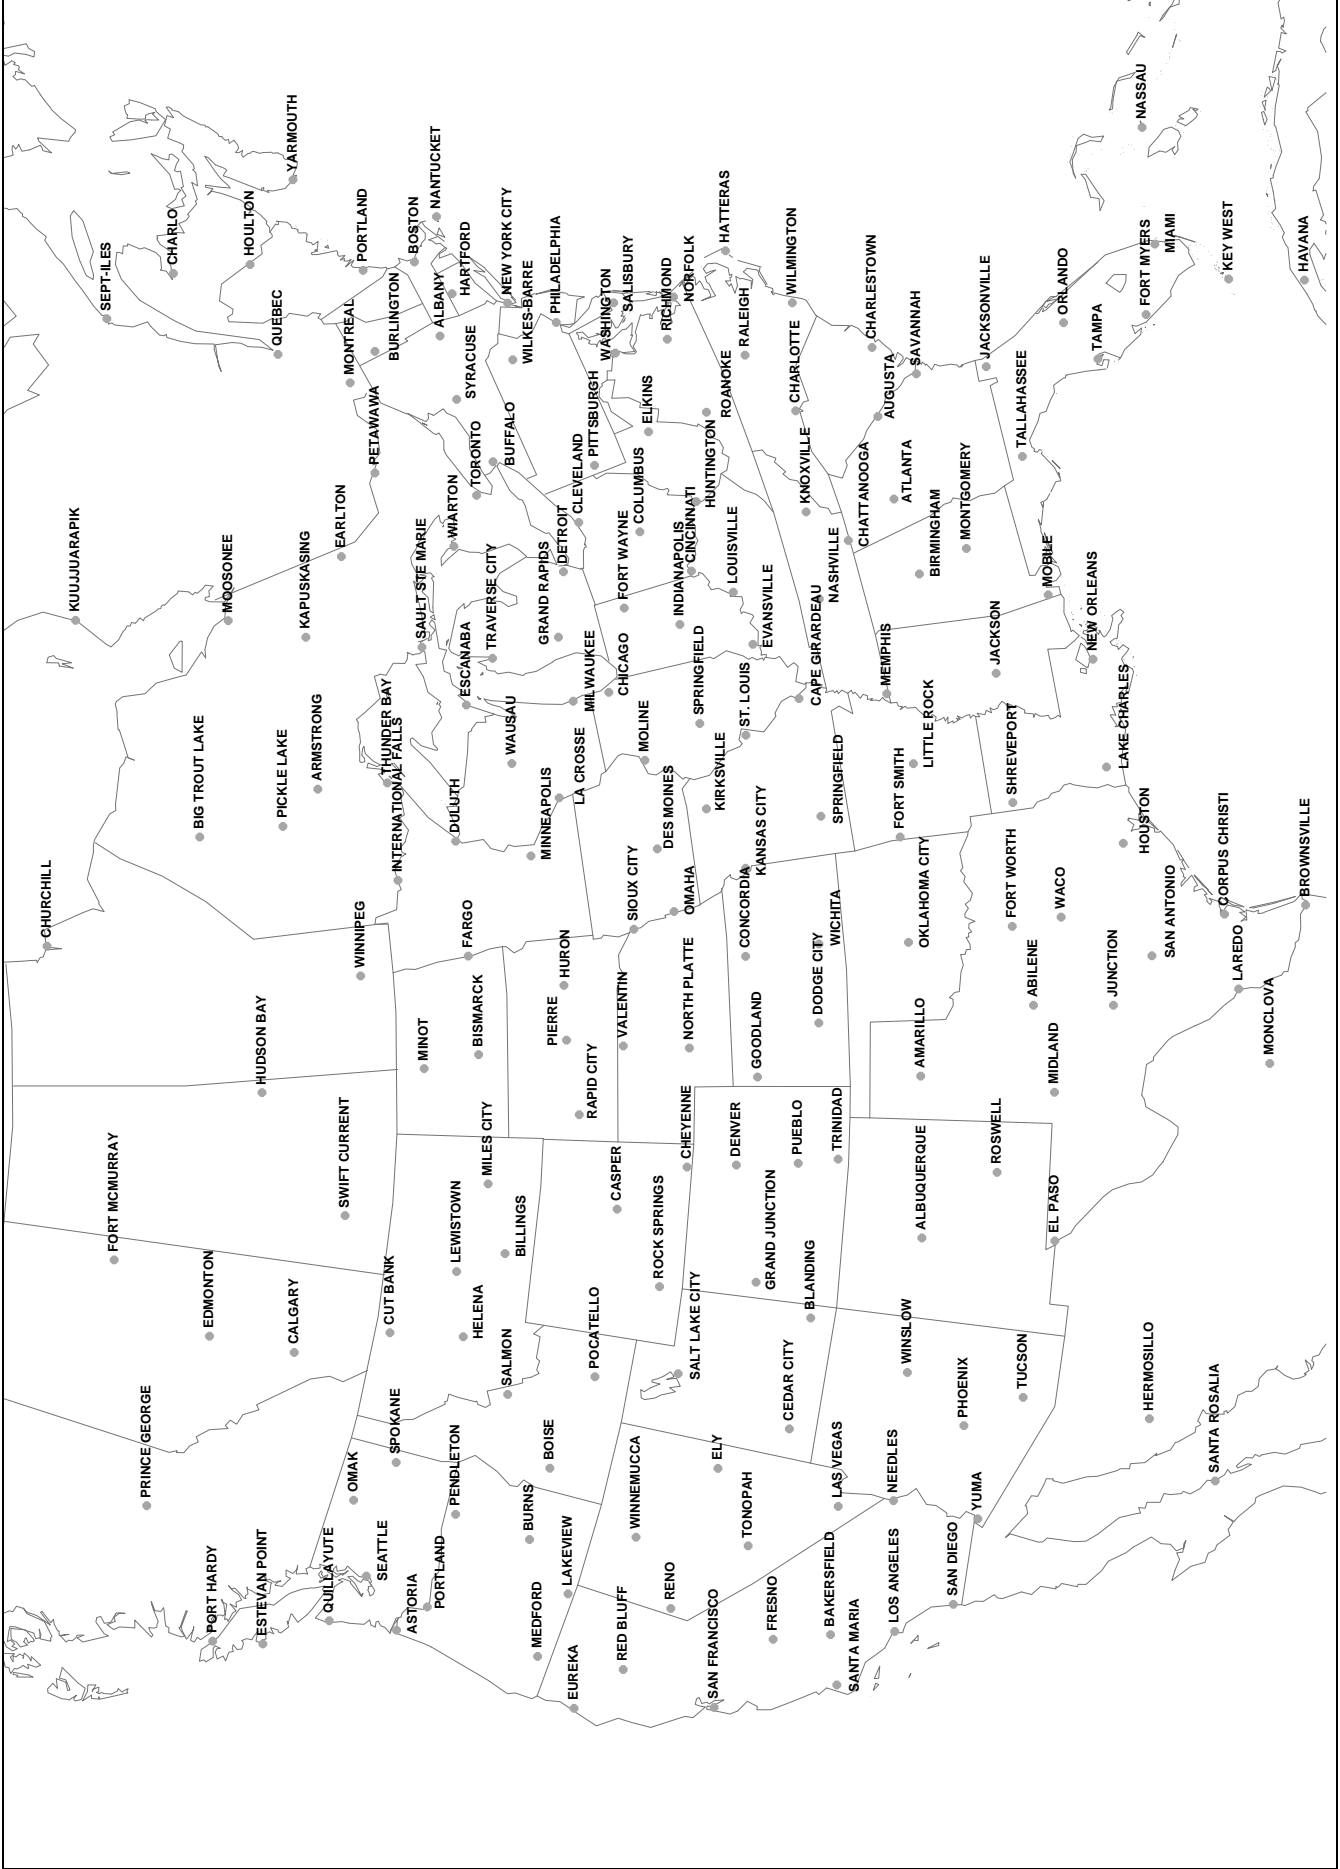 PORT HARDY
ESTEVAN POINT
QUILLAYUTE
SEATTLE
ASTORIA
PORTLAND
MEDFORD
EUREKA
RED BLUFF
SAN FRANCISCO
RENO
FRESNO
BAKERSFIELD
SANTA MARIA
LOS ANGELES
SAN DIEGO
PRINCE GEORGE
OMAK
SPOKANE
PENDLETON
BURNS
LAKEVIEW
BOISE
WINNEMUCCA
ELY
TONOPAH
LAS VEGAS
NEEDLES
YUMA
CEDAR CITY
PHOENIX
WINSLOW
TUCSON
HERMOSILLO
SANTA ROSALIA
FORT MCMURRAY
EDMONTON
CALGARY
CUT BANK
HELENA
LEWISTOWN
SALMON
BILLINGS
POCATELLO
ROCK SPRINGS
SALT LAKE CITY
GRAND JUNCTION
BLANDING
SWIFT CURRENT
MILES CITY
CASPER
CHEYENNE
DENVER
PUEBLO
TRINIDAD
ALBUQUERQUE
ROSWELL
EL PASO
HUDSON BAY
MINOT
BISMARCK
PIERRE
RAPID CITY
HURON
VALENTIN
NORTH PLATTE
GOODLAND
DODGE CITY
AMARILLO
MIDLAND
ABILENE
JUNCTION
LAREDO
MONCLOVA
CHURCHILL
WINNIPEG
FARGO
SIOUX CITY
OMAHA
CONCORDIA
KANSAS CITY
WICHITA
OKLAHOMA CITY
FORT WORTH
WACO
SAN ANTONIO
HOUSTON
CORPUS CHRISTI
BROWNSVILLE
BIG TROUT LAKE
PICKLE LAKE
ARMSTRONG
THUNDER BAY
INTERNATIONAL FALLS
DULUTH
MINNEAPOLIS
LA CROSSE
WAUSAU
DES MOINES
MOLINE
KIRKSVILLE
SPRINGFIELD
ST. LOUIS
SPRINGFIELD
FORT SMITH
LITTLE ROCK
SHREVEPORT
LAKE CHARLES
KUUJJUARAPIK
MOOSONEE
KAPUSKASING
EARLTON
SAULT STE MARIE
ESCANABA
TRAVERSE CITY
WIARTON
GRAND RAPIDS
MILWAUKEE
CHICAGO
DETROIT
FORT WAYNE
INDIANAPOLIS
CINCINNATI
LOUISVILLE
EVANSVILLE
CAPE GIRARDEAU
NASHVILLE
MEMPHIS
JACKSON
BIRMINGHAM
MOBILE
NEW ORLEANS
PETAWAWA
TORONTO
BUFFALO
CLEVELAND
PITTSBURGH
COLUMBUS
ELKINS
HUNTINGTON
ROANOKE
KNOXVILLE
CHARLOTTE
CHATTANOOGA
ATLANTA
AUGUSTA
MONTGOMERY
TALLAHASSEE
SEPT-ILES
CHARLO
HOULTON
YARMOUTH
QUEBEC
MONTREAL
BURLINGTON
PORTLAND
BOSTON
NANTUCKET
ALBANY
HARTFORD
SYRACUSE
NEW YORK CITY
WILKES-BARRE
PHILADELPHIA
WASHINGTON
SALISBURY
RICHMOND
NORFOLK
HATTERAS
RALEIGH
WILMINGTON
CHARLESTOWN
SAVANNAH
JACKSONVILLE
ORLANDO
TAMPA
FORT MYERS
MIAMI
KEY WEST
NASSAU
HAVANA